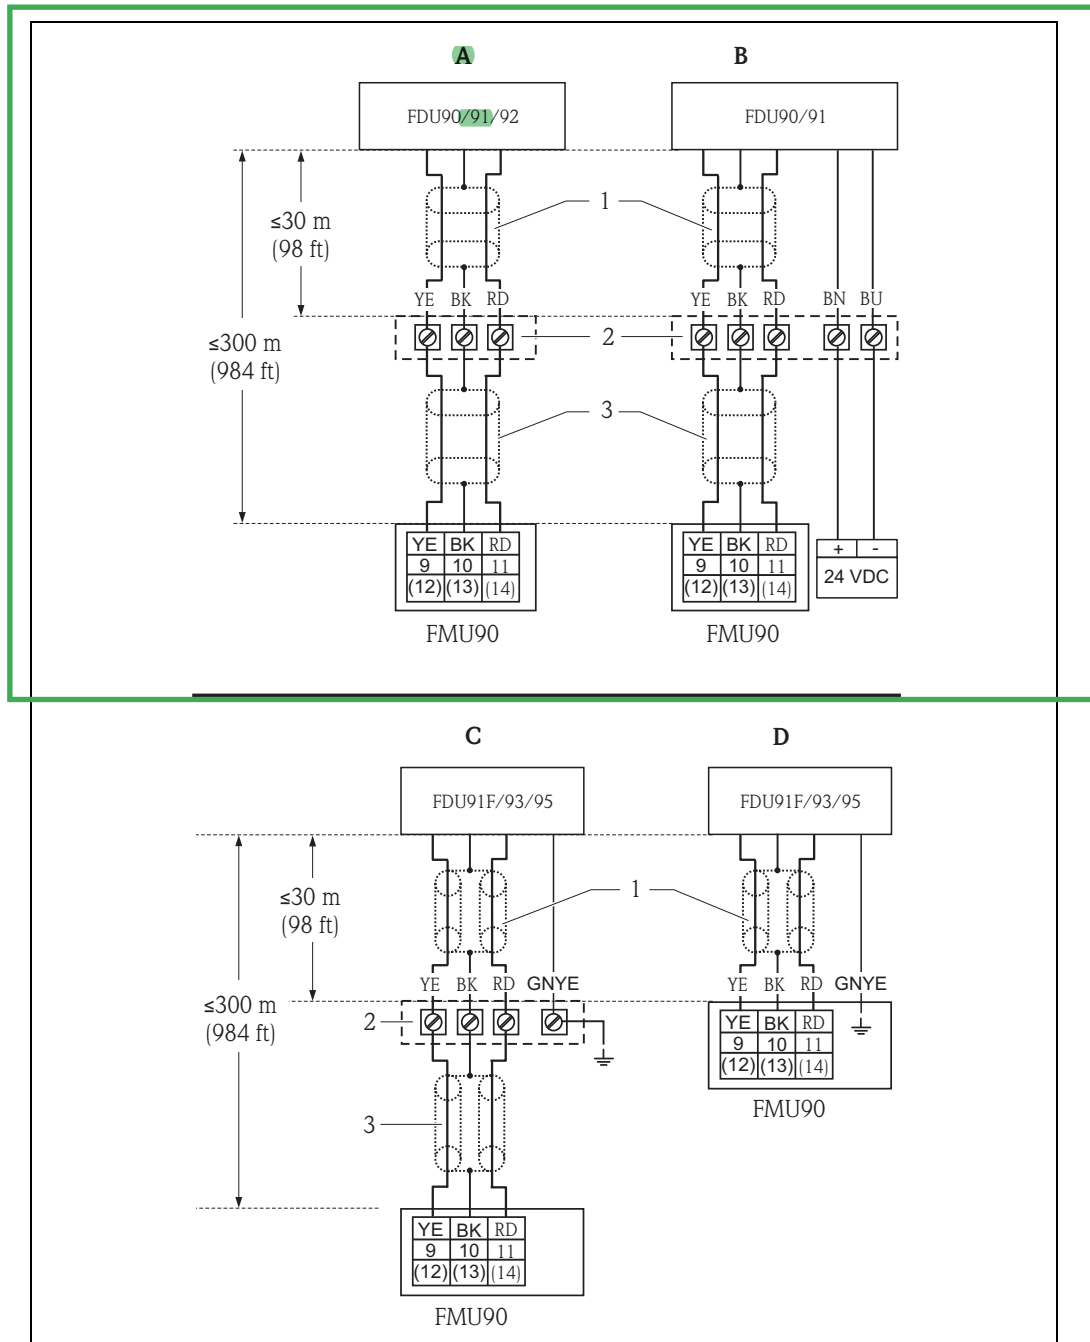 A B
FDU90/91/92 FDU90/91
≤30 m
(98 ft)
1
YE BK RD YE BK RD BN BU
2
≤300 m
(984 ft)
3
YE BK RD YE BK RD + -
9 10 11 9 10 11 24 VDC
(12) (13) (14) (12) (13) (14)
FMU90 FMU90
C D
FDU91F/93/95 FDU91F/93/95
≤30 m
(98 ft)
1
YE BK RD GNYE YE BK RD GNYE
≤300 m
(984 ft)
2
YE BK RD
9 10 11
(12) (13) (14)
FMU90
3
YE BK RD
9 10 11
(12) (13) (14)
FMU90